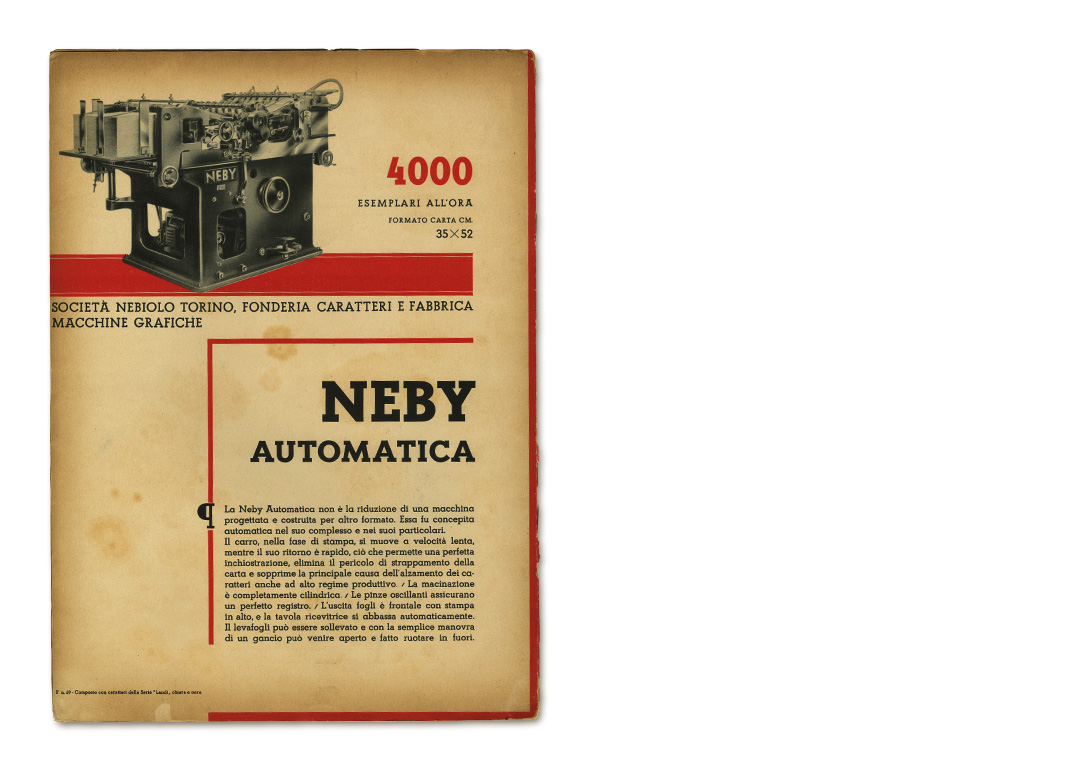 NEBY
4000
ESEMPLARI ALL'ORA
FORMATO CARTA CM.
35×52
SOCIETÀ NEBIOLO TORINO, FONDERIA CARATTERI E FABBRICA
MACCHINE GRAFICHE
NEBY
AUTOMATICA
¶ La Neby Automatica non è la riduzione di una macchina
progettata e costruita per altro formato. Essa fu concepita
automatica nel suo complesso e nei suoi particolari.
Il carro, nella fase di stampa, si muove a velocità lenta,
mentre il suo ritorno è rapido, ciò che permette una perfetta
inchiostrazione, elimina il pericolo di strappamento della
carta e sopprime la principale causa dell'alzamento dei ca-
ratteri anche ad alto regime produttivo. / La macinazione
è completamente cilindrica. / Le pinze oscillanti assicurano
un perfetto registro. / L'uscita fogli è frontale con stampa
in alto, e la tavola ricevitrice si abbassa automaticamente.
Il levafogli può essere sollevato e con la semplice manovra
di un gancio può venire aperto e fatto ruotare in fuori.
F n. 69 - Composto con caratteri della Serie "Landi,, chiaro e nero